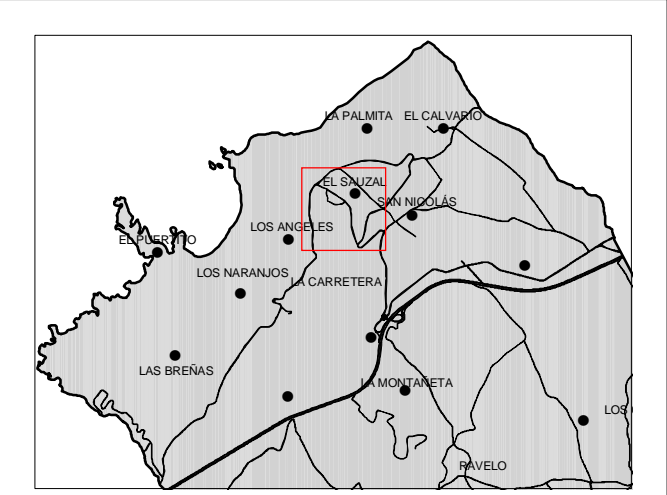 LA PALMITA
EL CALVARIO
EL SAUZAL
SAN NICOLÁS
LOS ANGELES
EL PUERTITO
LOS NARANJOS
LA CARRETERA
LAS BREÑAS
LA MONTAÑETA
LOS
RAVELO